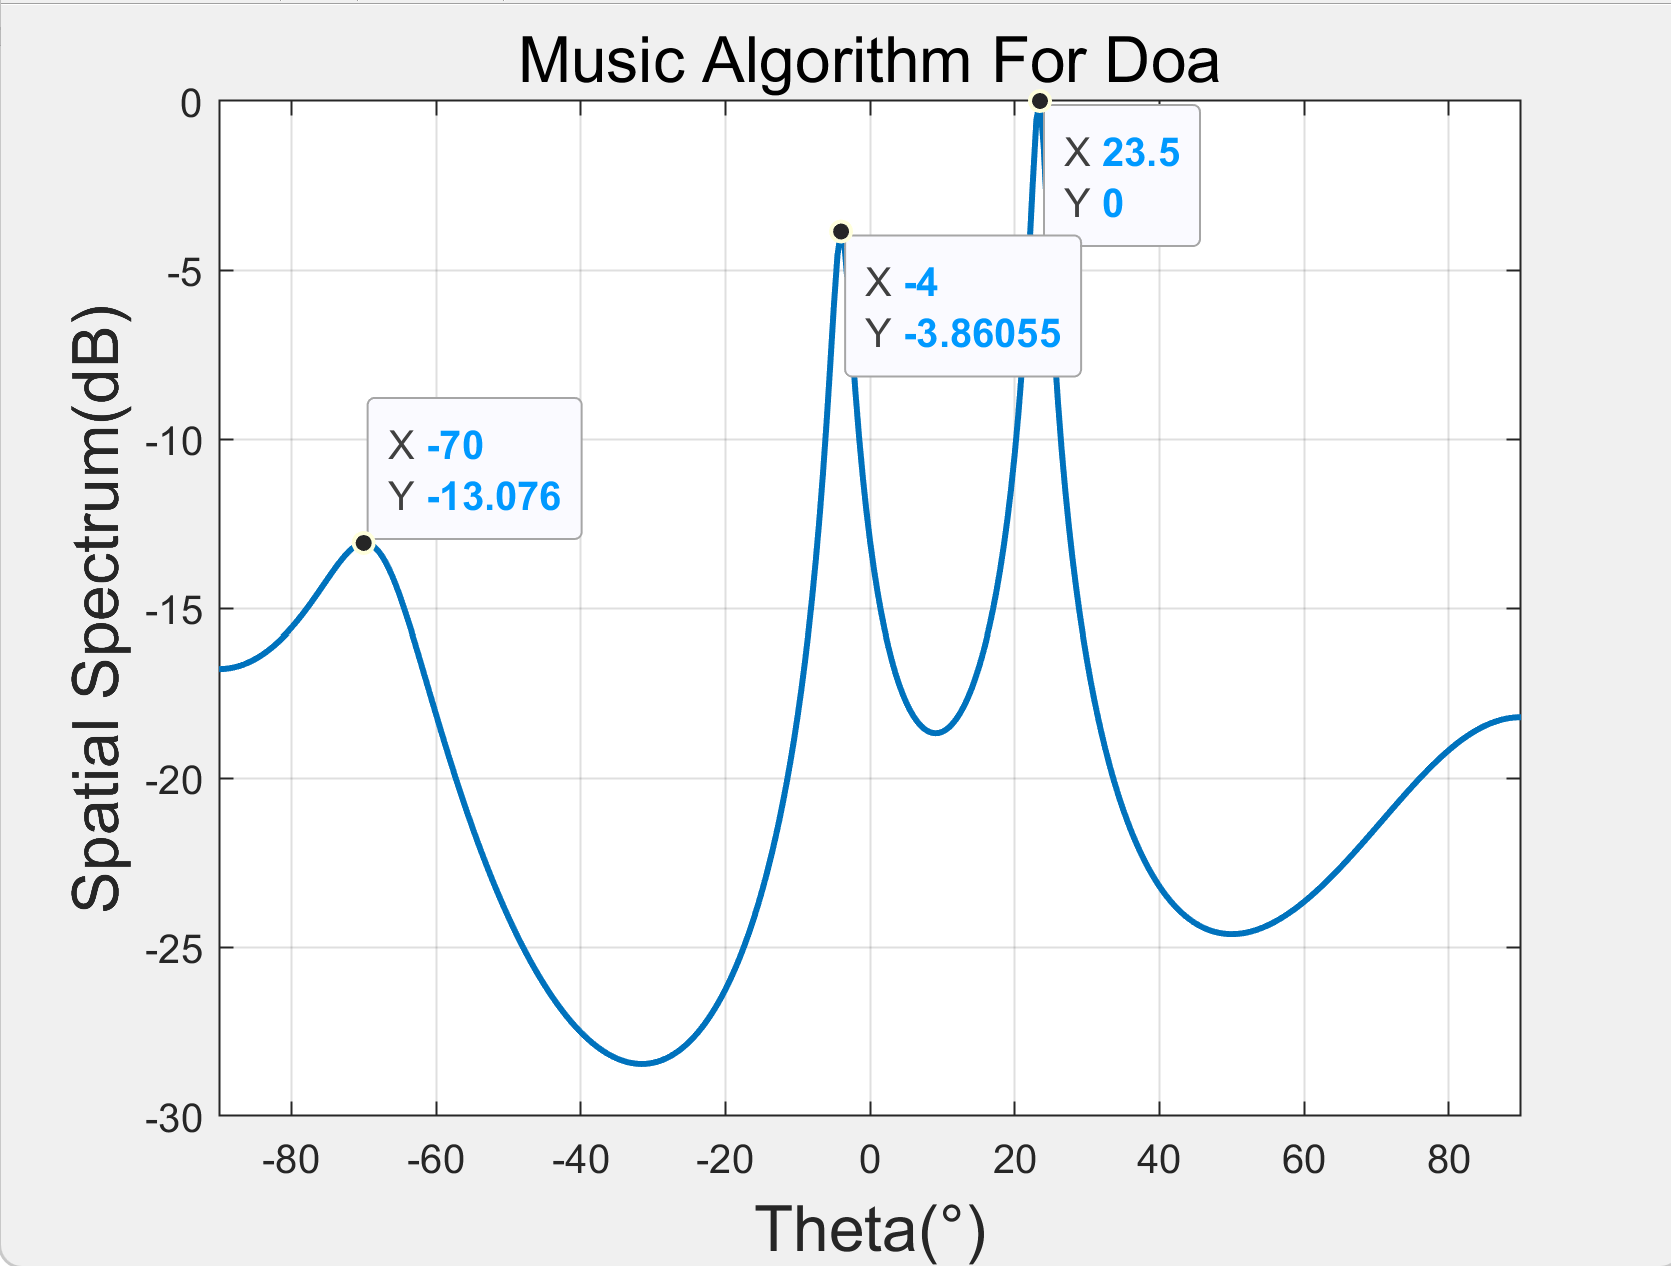 Music Algorithm For Doa
0
-5
-10
-15
-20
-25
-30
Spatial Spectrum(dB)
X 23.5
Y 0
X -4
Y -3.86055
X -70
Y -13.076
-80 -60 -40 -20 0 20 40 60 80
Theta(°)